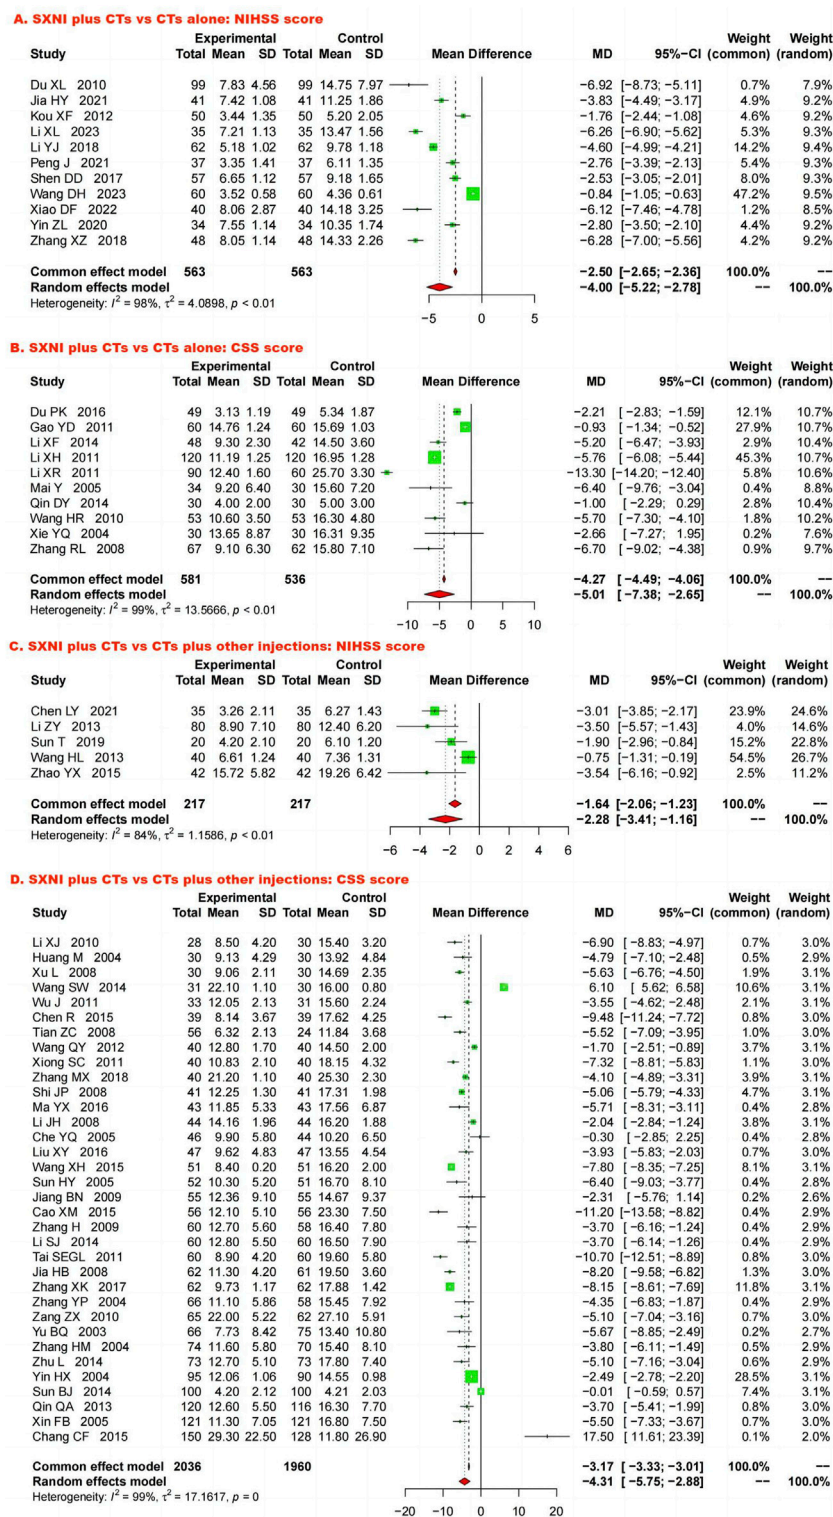 A. SXNI plus CTs vs CTs alone: NIHSS score
Experimental Control Weight Weight
Study Total Mean SD Total Mean SD Mean Difference MD 95%−CI (common) (random)
Du XL 2010 99 7.83 4.56 99 14.75 7.97 −6.92 [−8.73; −5.11] 0.7% 7.9%
Jia HY 2021 41 7.42 1.08 41 11.25 1.86 −3.83 [−4.49; −3.17] 4.9% 9.2%
Kou XF 2012 50 3.44 1.35 50 5.20 2.05 −1.76 [−2.44; −1.08] 4.6% 9.2%
Li XL 2023 35 7.21 1.13 35 13.47 1.56 −6.26 [−6.90; −5.62] 5.3% 9.3%
Li YJ 2018 62 5.18 1.02 62 9.78 1.18 −4.60 [−4.99; −4.21] 14.2% 9.4%
Peng J 2021 37 3.35 1.41 37 6.11 1.35 −2.76 [−3.39; −2.13] 5.4% 9.3%
Shen DD 2017 57 6.65 1.12 57 9.18 1.65 −2.53 [−3.05; −2.01] 8.0% 9.3%
Wang DH 2023 60 3.52 0.58 60 4.36 0.61 −0.84 [−1.05; −0.63] 47.2% 9.5%
Xiao DF 2022 40 8.06 2.87 40 14.18 3.25 −6.12 [−7.46; −4.78] 1.2% 8.5%
Yin ZL 2020 34 7.55 1.14 34 10.35 1.74 −2.80 [−3.50; −2.10] 4.4% 9.2%
Zhang XZ 2018 48 8.05 1.14 48 14.33 2.26 −6.28 [−7.00; −5.56] 4.2% 9.2%
Common effect model 563 563 −2.50 [−2.65; −2.36] 100.0% −−
Random effects model −4.00 [−5.22; −2.78] −− 100.0%
Heterogeneity: I² = 98%, τ² = 4.0898, p < 0.01
−5 0 5
B. SXNI plus CTs vs CTs alone: CSS score
Experimental Control Weight Weight
Study Total Mean SD Total Mean SD Mean Difference MD 95%−CI (common) (random)
Du PK 2016 49 3.13 1.19 49 5.34 1.87 −2.21 [ −2.83; −1.59] 12.1% 10.7%
Gao YD 2011 60 14.76 1.24 60 15.69 1.03 −0.93 [ −1.34; −0.52] 27.9% 10.7%
Li XF 2014 48 9.30 2.30 42 14.50 3.60 −5.20 [ −6.47; −3.93] 2.9% 10.4%
Li XH 2011 120 11.19 1.25 120 16.95 1.28 −5.76 [ −6.08; −5.44] 45.3% 10.7%
Li XR 2011 90 12.40 1.60 60 25.70 3.30 −13.30 [−14.20; −12.40] 5.8% 10.6%
Mai Y 2005 34 9.20 6.40 30 15.60 7.20 −6.40 [ −9.76; −3.04] 0.4% 8.8%
Qin DY 2014 30 4.00 2.00 30 5.00 3.00 −1.00 [ −2.29; 0.29] 2.8% 10.4%
Wang HR 2010 53 10.60 3.50 53 16.30 4.80 −5.70 [ −7.30; −4.10] 1.8% 10.2%
Xie YQ 2004 30 13.65 8.87 30 16.31 9.35 −2.66 [ −7.27; 1.95] 0.2% 7.6%
Zhang RL 2008 67 9.10 6.30 62 15.80 7.10 −6.70 [ −9.02; −4.38] 0.9% 9.7%
Common effect model 581 536 −4.27 [ −4.49; −4.06] 100.0% −−
Random effects model −5.01 [ −7.38; −2.65] −− 100.0%
Heterogeneity: I² = 99%, τ² = 13.5666, p < 0.01
−10 −5 0 5 10
C. SXNI plus CTs vs CTs plus other injections: NIHSS score
Experimental Control Weight Weight
Study Total Mean SD Total Mean SD Mean Difference MD 95%−CI (common) (random)
Chen LY 2021 35 3.26 2.11 35 6.27 1.43 −3.01 [−3.85; −2.17] 23.9% 24.6%
Li ZY 2013 80 8.90 7.10 80 12.40 6.20 −3.50 [−5.57; −1.43] 4.0% 14.6%
Sun T 2019 20 4.20 2.10 20 6.10 1.20 −1.90 [−2.96; −0.84] 15.2% 22.8%
Wang HL 2013 40 6.61 1.24 40 7.36 1.31 −0.75 [−1.31; −0.19] 54.5% 26.7%
Zhao YX 2015 42 15.72 5.82 42 19.26 6.42 −3.54 [−6.16; −0.92] 2.5% 11.2%
Common effect model 217 217 −1.64 [−2.06; −1.23] 100.0% −−
Random effects model −2.28 [−3.41; −1.16] −− 100.0%
Heterogeneity: I² = 84%, τ² = 1.1586, p < 0.01
−6 −4 −2 0 2 4 6
D. SXNI plus CTs vs CTs plus other injections: CSS score
Experimental Control Weight Weight
Study Total Mean SD Total Mean SD Mean Difference MD 95%−CI (common) (random)
Li XJ 2010 28 8.50 4.20 30 15.40 3.20 −6.90 [ −8.83; −4.97] 0.7% 3.0%
Huang M 2004 30 9.13 4.29 30 13.92 4.84 −4.79 [ −7.10; −2.48] 0.5% 2.9%
Xu L 2008 30 9.06 2.11 30 14.69 2.35 −5.63 [ −6.76; −4.50] 1.9% 3.0%
Wang SW 2014 31 22.10 1.10 30 16.00 0.80 6.10 [ 5.62; 6.58] 10.6% 3.1%
Wu J 2011 33 12.05 2.13 31 15.60 2.24 −3.55 [ −4.62; −2.48] 2.1% 3.1%
Chen R 2015 39 8.14 3.67 39 17.62 4.25 −9.48 [−11.24; −7.72] 0.8% 3.0%
Tian ZC 2008 56 6.32 2.13 24 11.84 3.68 −5.52 [ −7.09; −3.95] 1.0% 3.0%
Wang QY 2012 40 12.80 1.70 40 14.50 2.00 −1.70 [ −2.51; −0.89] 3.7% 3.1%
Xiong SC 2011 40 10.83 2.10 40 18.15 4.32 −7.32 [ −8.81; −5.83] 1.1% 3.0%
Zhang MX 2018 40 21.20 1.10 40 25.30 2.30 −4.10 [ −4.89; −3.31] 3.9% 3.1%
Shi JP 2008 41 12.25 1.30 41 17.31 1.98 −5.06 [ −5.79; −4.33] 4.7% 3.1%
Ma YX 2016 43 11.85 5.33 43 17.56 6.87 −5.71 [ −8.31; −3.11] 0.4% 2.8%
Li JH 2008 44 14.16 1.96 44 16.20 1.88 −2.04 [ −2.84; −1.24] 3.8% 3.1%
Che YQ 2005 46 9.90 5.80 44 10.20 6.50 −0.30 [ −2.85; 2.25] 0.4% 2.8%
Liu XY 2016 47 9.62 4.83 47 13.55 4.54 −3.93 [ −5.83; −2.03] 0.7% 3.0%
Wang XH 2015 51 8.40 0.20 51 16.20 2.00 −7.80 [ −8.35; −7.25] 8.1% 3.1%
Sun HY 2005 52 10.30 5.20 51 16.70 8.10 −6.40 [ −9.03; −3.77] 0.4% 2.8%
Jiang BN 2009 55 12.36 9.10 55 14.67 9.37 −2.31 [ −5.76; 1.14] 0.2% 2.6%
Cao XM 2015 56 12.10 5.10 56 23.30 7.50 −11.20 [−13.58; −8.82] 0.4% 2.9%
Zhang H 2009 60 12.70 5.60 58 16.40 7.80 −3.70 [ −6.16; −1.24] 0.4% 2.9%
Li SJ 2014 60 12.80 5.50 60 16.50 7.90 −3.70 [ −6.14; −1.26] 0.4% 2.9%
Tai SEGL 2011 60 8.90 4.20 60 19.60 5.80 −10.70 [−12.51; −8.89] 0.8% 3.0%
Jia HB 2008 62 11.30 4.20 61 19.50 3.60 −8.20 [ −9.58; −6.82] 1.3% 3.0%
Zhang XK 2017 62 9.73 1.17 62 17.88 1.42 −8.15 [ −8.61; −7.69] 11.8% 3.1%
Zhang YP 2004 66 11.10 5.86 58 15.45 7.92 −4.35 [ −6.83; −1.87] 0.4% 2.9%
Zang ZX 2010 65 22.00 5.22 62 27.10 5.91 −5.10 [ −7.04; −3.16] 0.7% 3.0%
Yu BQ 2003 66 7.73 8.42 75 13.40 10.80 −5.67 [ −8.85; −2.49] 0.2% 2.7%
Zhang HM 2004 74 11.60 5.80 70 15.40 8.10 −3.80 [ −6.11; −1.49] 0.5% 2.9%
Zhu L 2014 73 12.70 5.10 73 17.80 7.40 −5.10 [ −7.16; −3.04] 0.6% 2.9%
Yin HX 2004 95 12.06 1.06 90 14.55 0.98 −2.49 [ −2.78; −2.20] 28.5% 3.1%
Sun BJ 2014 100 4.20 2.12 100 4.21 2.03 −0.01 [ −0.59; 0.57] 7.4% 3.1%
Qin QA 2013 120 12.60 5.50 116 16.30 7.70 −3.70 [ −5.41; −1.99] 0.8% 3.0%
Xin FB 2005 121 11.30 7.05 121 16.80 7.50 −5.50 [ −7.33; −3.67] 0.7% 3.0%
Chang CF 2015 150 29.30 22.50 128 11.80 26.90 17.50 [ 11.61; 23.39] 0.1% 2.0%
Common effect model 2036 1960 −3.17 [ −3.33; −3.01] 100.0% −−
Random effects model −4.31 [ −5.75; −2.88] −− 100.0%
Heterogeneity: I² = 99%, τ² = 17.1617, p = 0
−20 −10 0 10 20